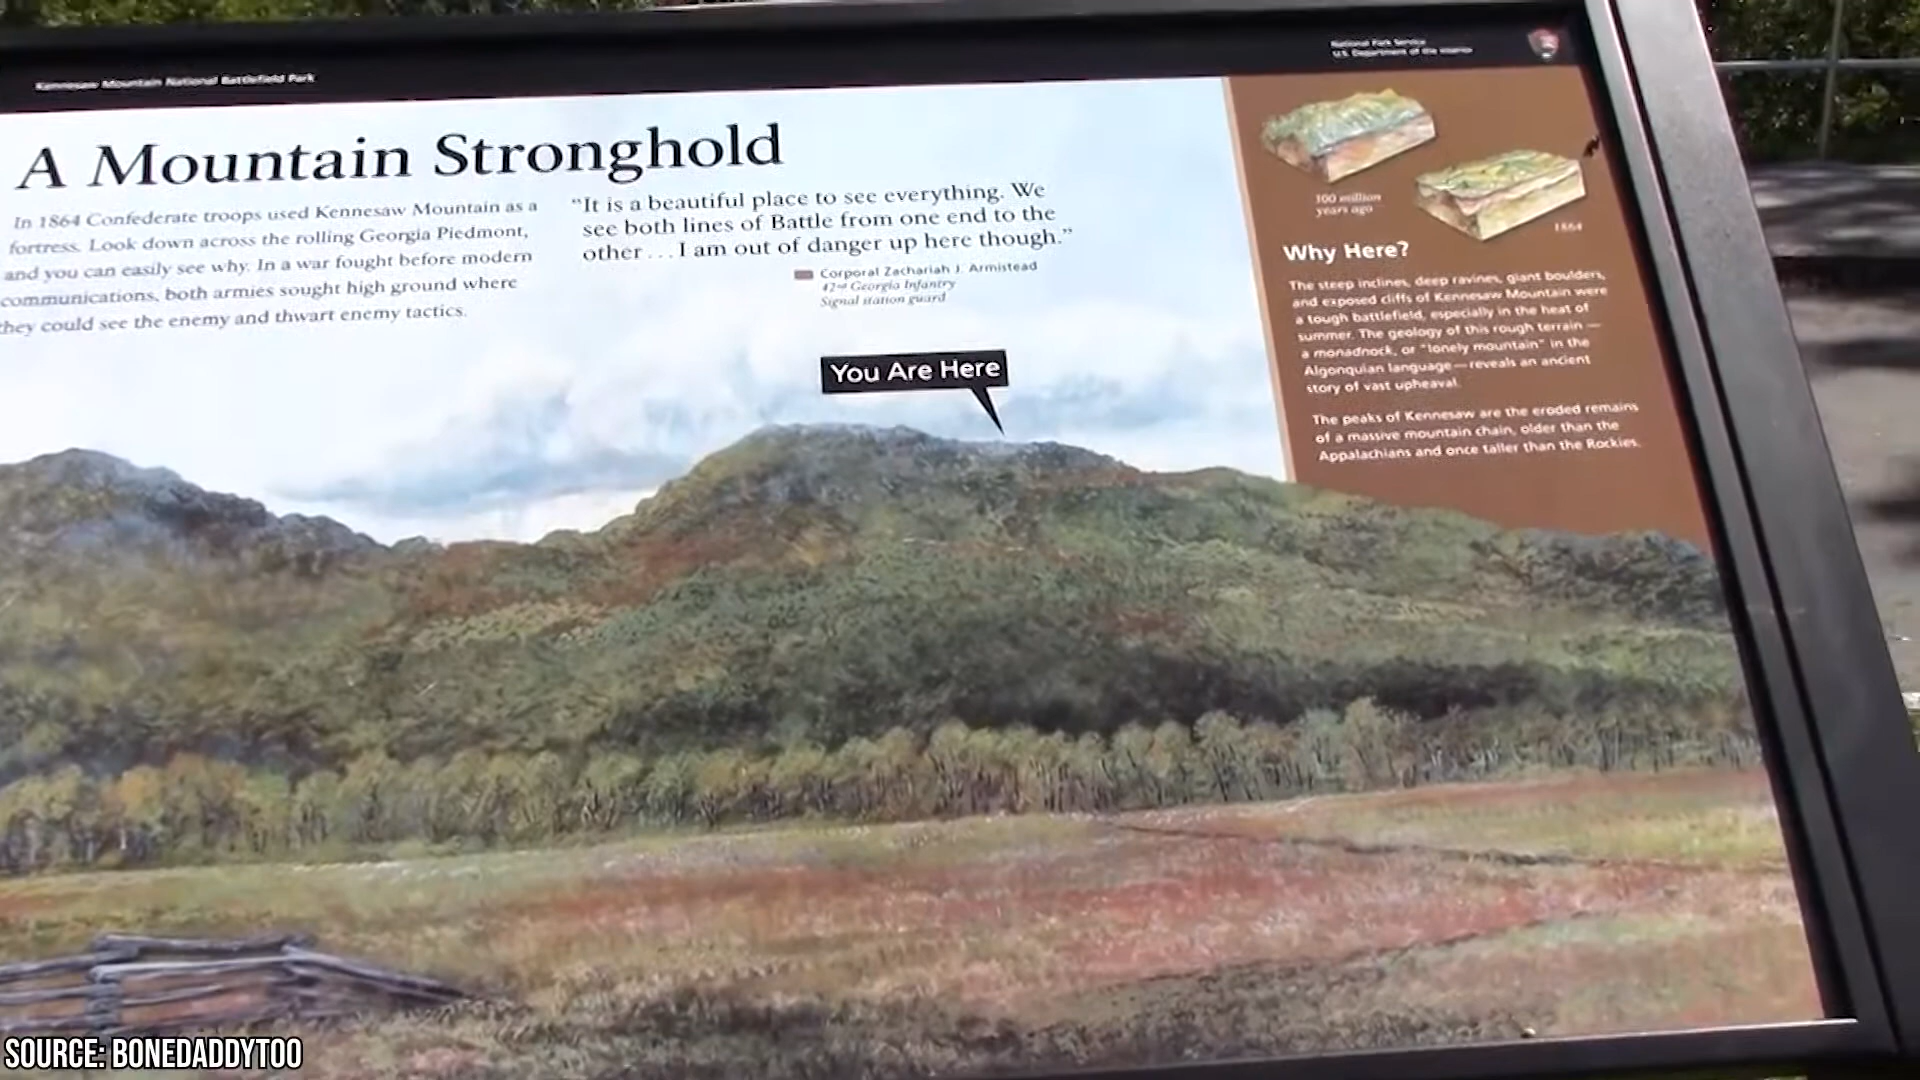 Kennesaw Mountain National Battlefield Park
National Park Service
U.S. Department of the Interior
A Mountain Stronghold
In 1864 Confederate troops used Kennesaw Mountain as a
fortress. Look down across the rolling Georgia Piedmont,
and you can easily see why. In a war fought before modern
communications, both armies sought high ground where
they could see the enemy and thwart enemy tactics.
“It is a beautiful place to see everything. We
see both lines of Battle from one end to the
other . . . I am out of danger up here though.”
Corporal Zachariah J. Armistead
42nd Georgia Infantry
Signal station guard
You Are Here
300 million
years ago
1864
Why Here?
The steep inclines, deep ravines, giant boulders,
and exposed cliffs of Kennesaw Mountain were
a tough battlefield, especially in the heat of
summer. The geology of this rough terrain —
a monadnock, or “lonely mountain” in the
Algonquian language—reveals an ancient
story of vast upheaval.
The peaks of Kennesaw are the eroded remains
of a massive mountain chain, older than the
Appalachians and once taller than the Rockies.
SOURCE: BONEDADDYTOO